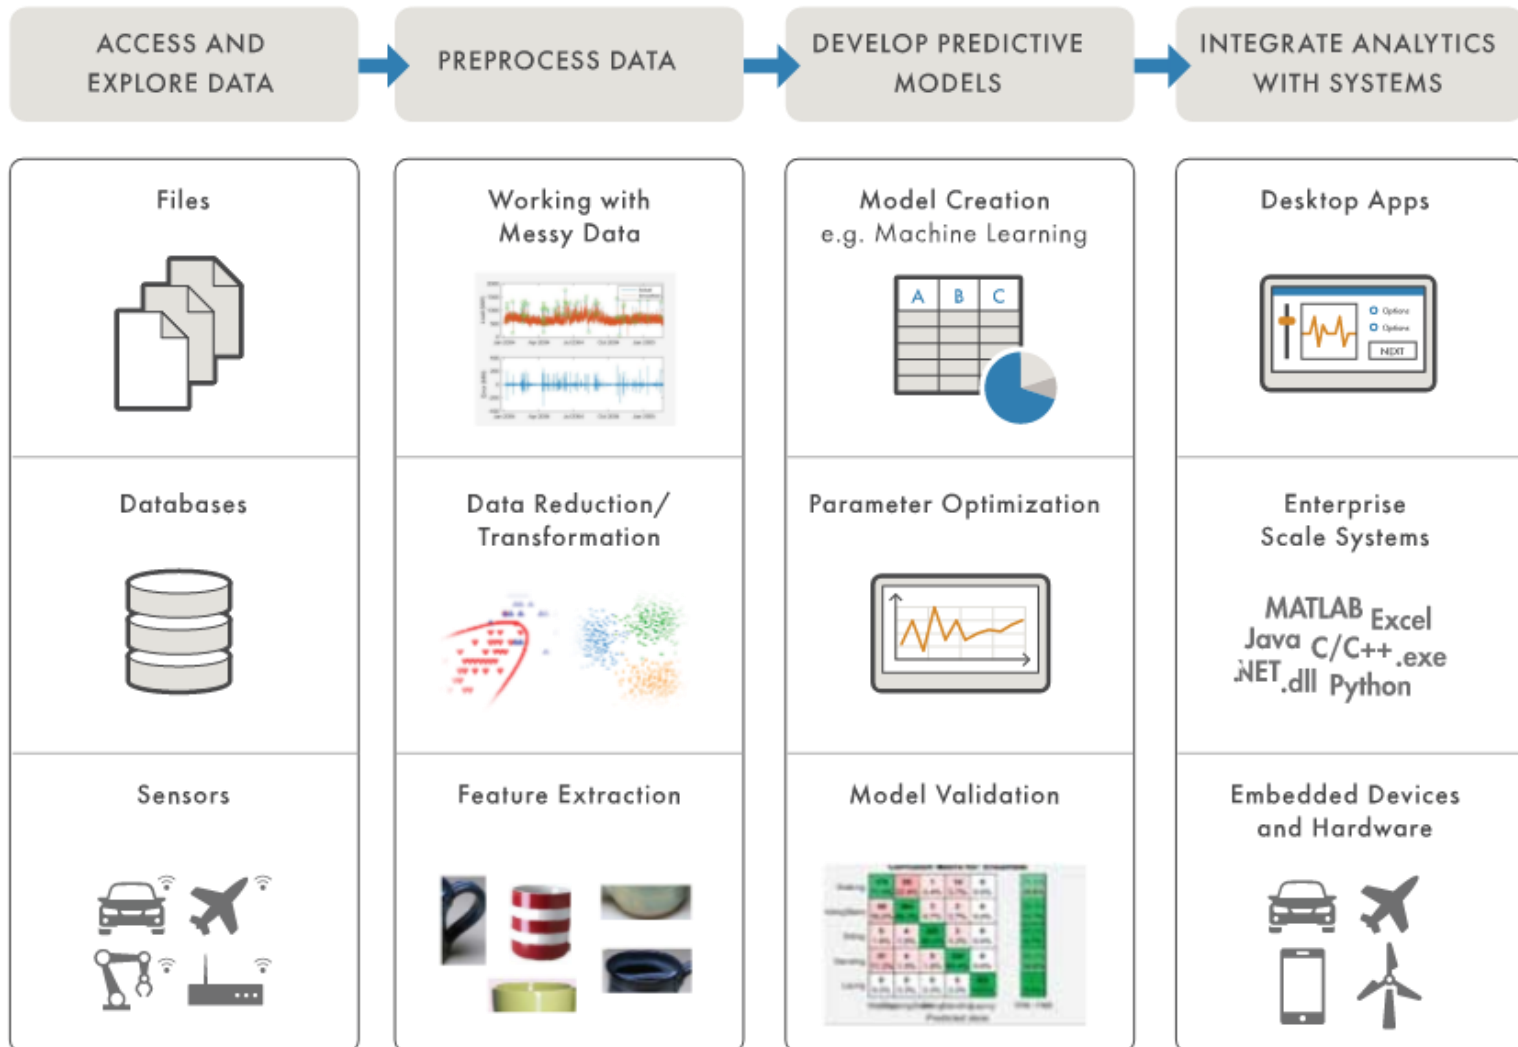 ACCESS AND
EXPLORE DATA
PREPROCESS DATA
DEVELOP PREDICTIVE
MODELS
INTEGRATE ANALYTICS
WITH SYSTEMS
Files
Databases
Sensors
Working with
Messy Data
Data Reduction/
Transformation
Feature Extraction
Model Creation
e.g. Machine Learning
A B C
Parameter Optimization
Model Validation
Desktop Apps
Options
Options
NEXT
Enterprise
Scale Systems
MATLAB Excel
Java C/C++ .exe
.NET .dll Python
Embedded Devices
and Hardware